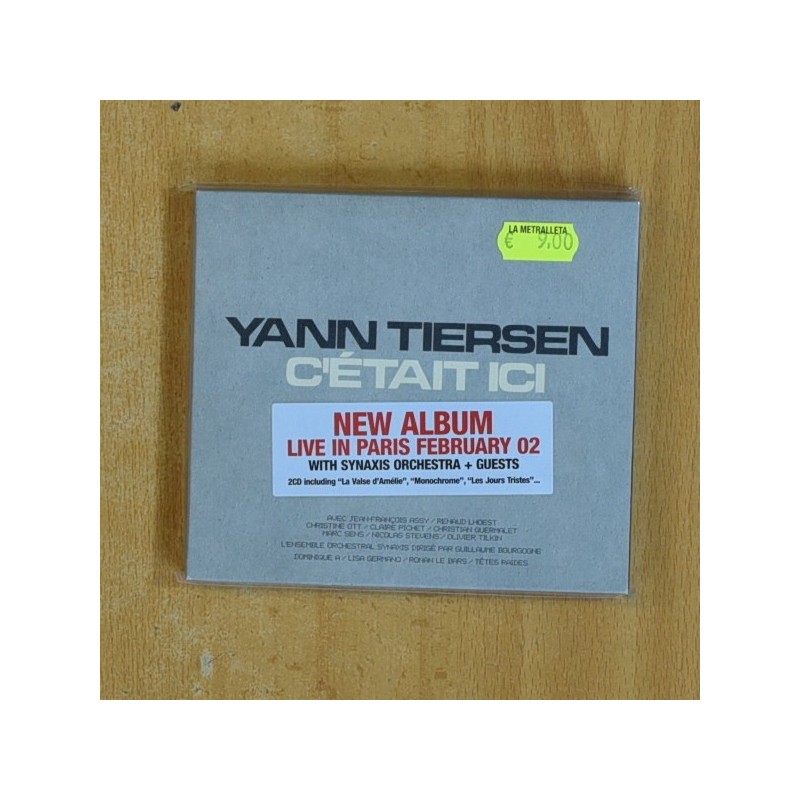 LA METRALLETA
€ 9,00
YANN TIERSEN
C'ÉTAIT ICI
NEW ALBUM
LIVE IN PARIS FEBRUARY 02
WITH SYNAXIS ORCHESTRA + GUESTS
2CD including "La Valse d'Amélie", "Monochrome", "Les Jours Tristes"...
AVEC JEAN-FRANÇOIS ASSY / RENAUD LHOEST
CHRISTINE OTT / CLAIRE PICHET / CHRISTIAN QUERMALET
MARC SENS / NICOLAS STEVENS / OLIVIER TILKIN
L'ENSEMBLE ORCHESTRAL SYNAXIS DIRIGÉ PAR GUILLAUME BOURGOGNE
DOMINIQUE A / LISA GERMANO / RONAN LE BARS / TÊTES RAIDES